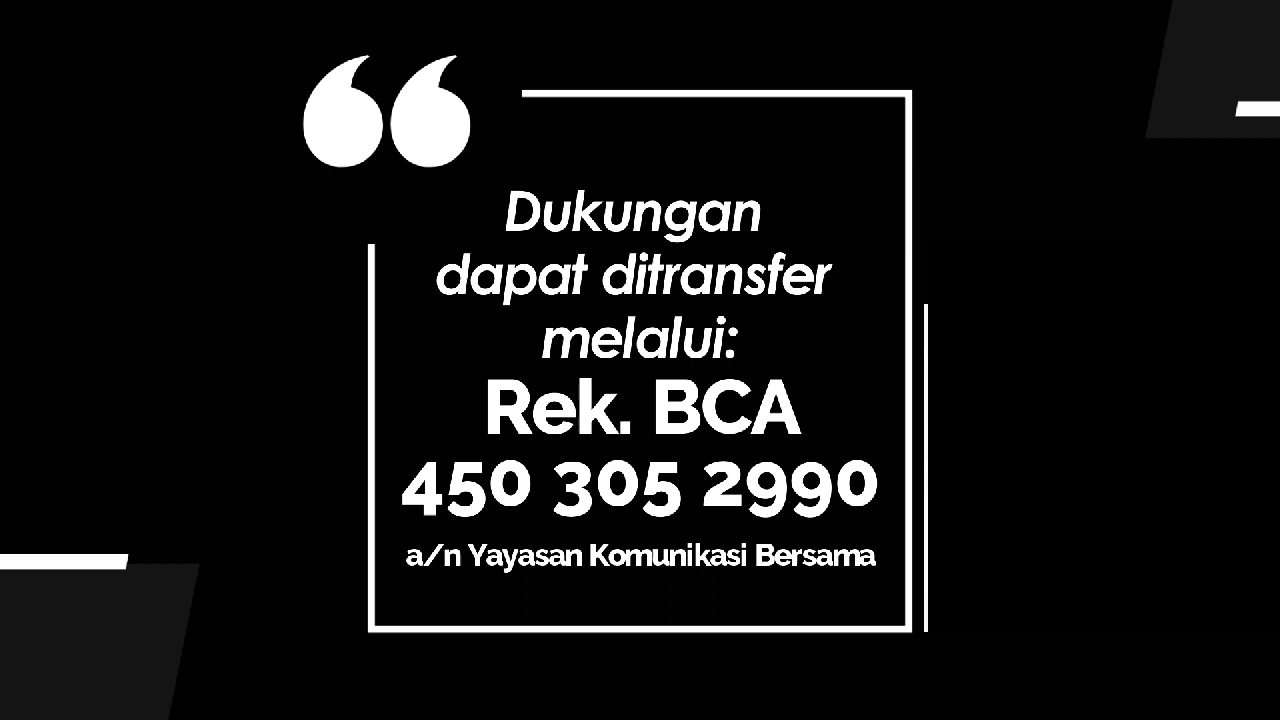 Dukungan
dapat ditransfer
melalui:
Rek. BCA
450 305 2990
a/n Yayasan Komunikasi Bersama